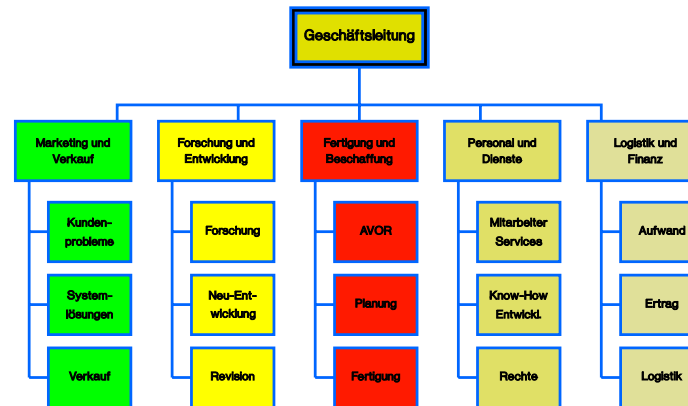 Geschäftsleitung
Marketing und
Verkauf
Forschung und
Entwicklung
Fertigung und
Beschaffung
Personal und
Dienste
Logistik und
Finanz
Kunden-
probleme
Forschung
AVOR
Mitarbeiter
Services
Aufwand
System-
lösungen
Neu-Ent-
wicklung
Planung
Know-How
Entwickl.
Ertrag
Verkauf
Revision
Fertigung
Rechte
Logistik